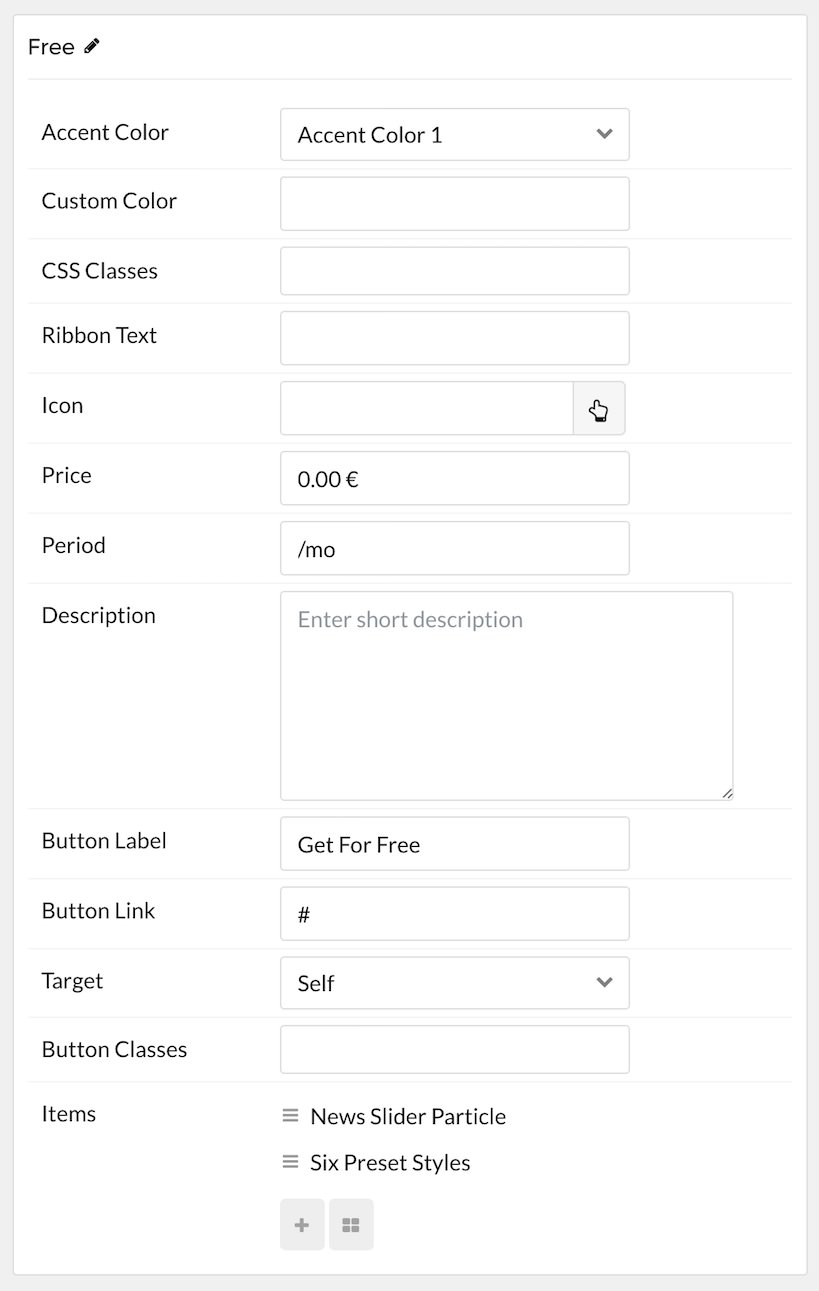 Free
Accent Color Accent Color 1
Custom Color
CSS Classes
Ribbon Text
Icon
Price 0.00 €
Period /mo
Description Enter short description
Button Label Get For Free
Button Link #
Target Self
Button Classes
Items News Slider Particle
Six Preset Styles